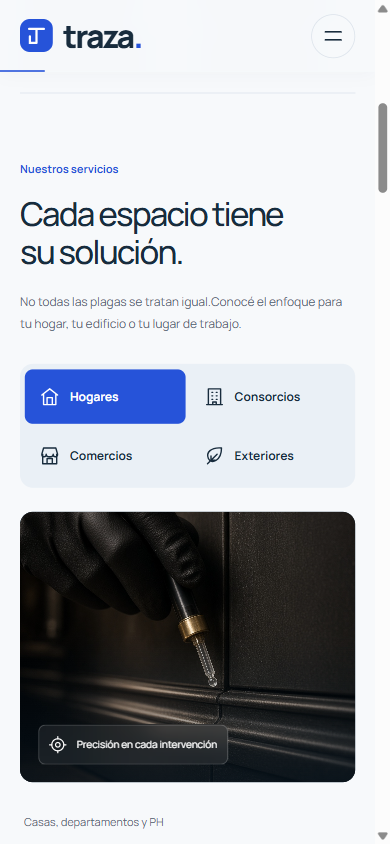 traza.
Nuestros servicios
Cada espacio tiene
su solución.
No todas las plagas se tratan igual.Conocé el enfoque para
tu hogar, tu edificio o tu lugar de trabajo.
Hogares
Consorcios
Comercios
Exteriores
Precisión en cada intervención
Casas, departamentos y PH